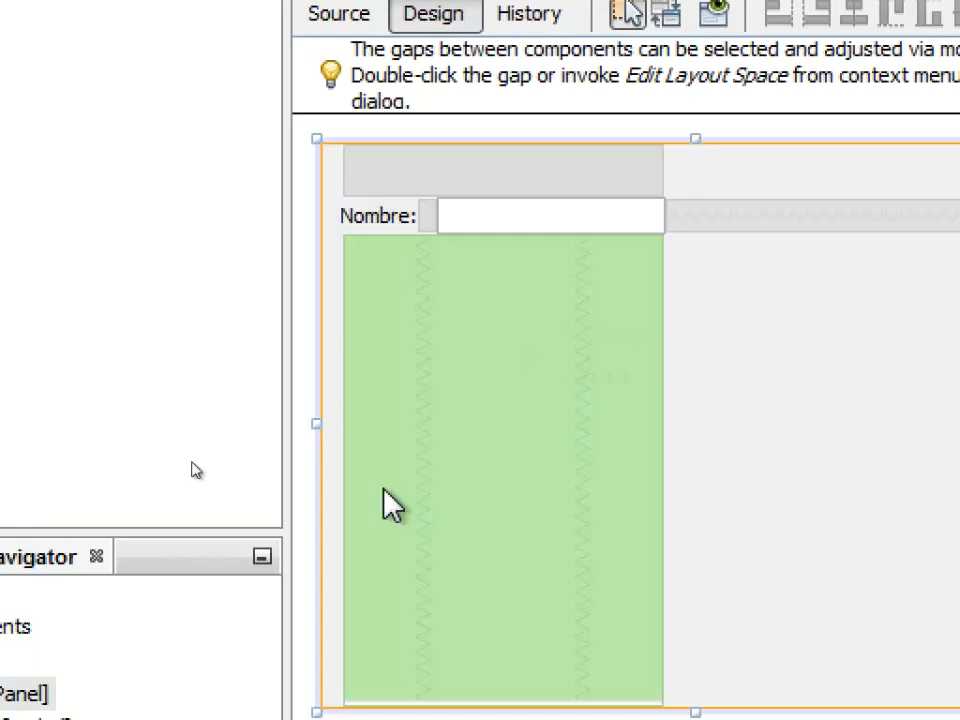 Source Design History
The gaps between components can be selected and adjusted via
Double-click the gap or invoke Edit Layout Space from context menu
dialog.
Nombre:
avigator
ents
Panel]